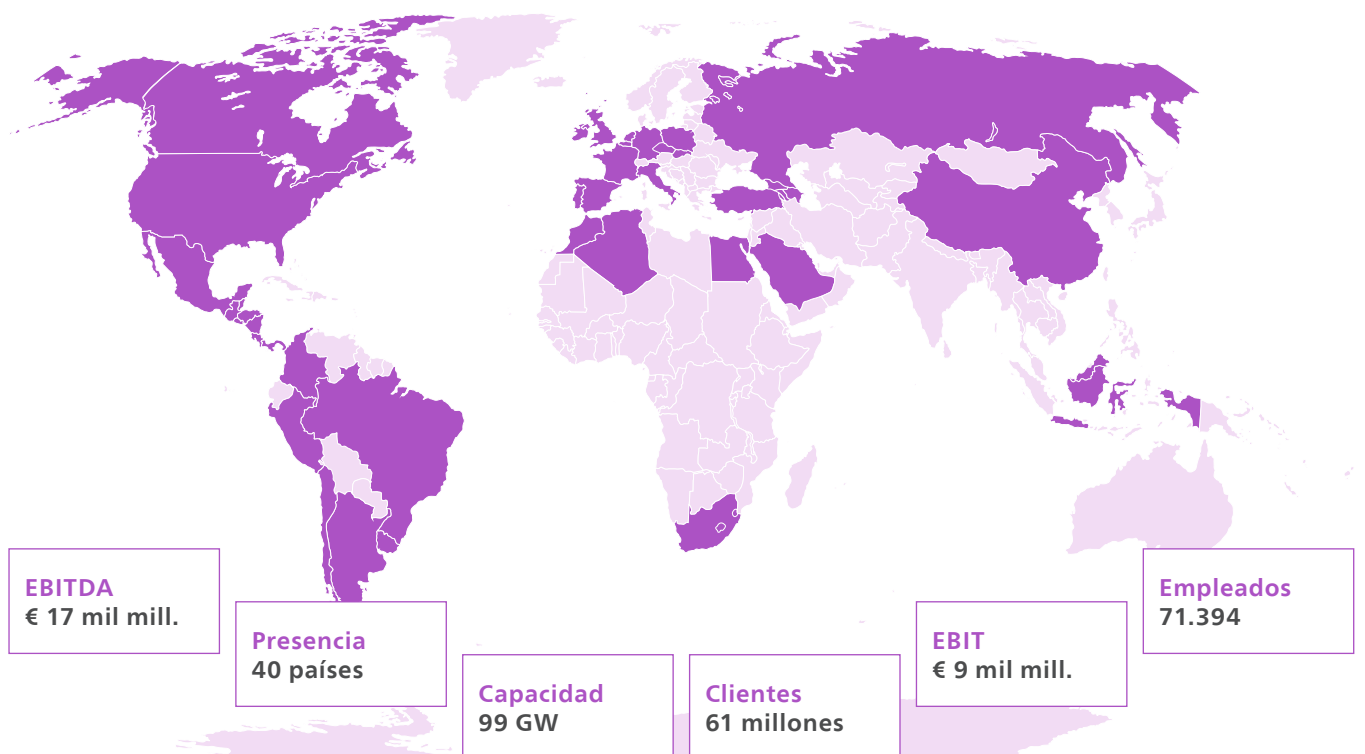 EBITDA
€ 17 mil mill.
Presencia
40 países
Capacidad
99 GW
Clientes
61 millones
EBIT
€ 9 mil mill.
Empleados
71.394